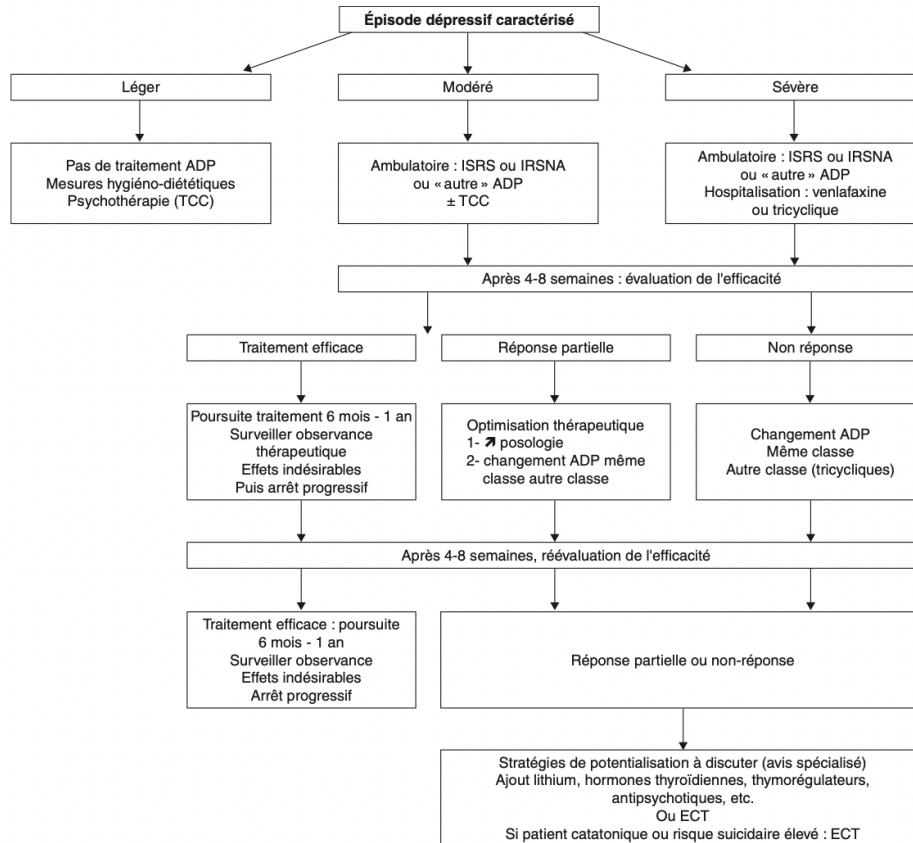 Épisode dépressif caractérisé
Léger
Modéré
Sévère
Pas de traitement ADP
Mesures hygiéno-diététiques
Psychothérapie (TCC)
Ambulatoire : ISRS ou IRSNA
ou « autre » ADP
± TCC
Ambulatoire : ISRS ou IRSNA
ou « autre » ADP
Hospitalisation : venlafaxine
ou tricyclique
Après 4-8 semaines : évaluation de l'efficacité
Traitement efficace
Réponse partielle
Non réponse
Poursuite traitement 6 mois - 1 an
Surveiller observance
thérapeutique
Effets indésirables
Puis arrêt progressif
Optimisation thérapeutique
1- ↗ posologie
2- changement ADP même
classe autre classe
Changement ADP
Même classe
Autre classe (tricycliques)
Après 4-8 semaines, réévaluation de l'efficacité
Traitement efficace : poursuite
6 mois - 1 an
Surveiller observance
Effets indésirables
Arrêt progressif
Réponse partielle ou non-réponse
Stratégies de potentialisation à discuter (avis spécialisé)
Ajout lithium, hormones thyroïdiennes, thymorégulateurs,
antipsychotiques, etc.
Ou ECT
Si patient catatonique ou risque suicidaire élevé : ECT